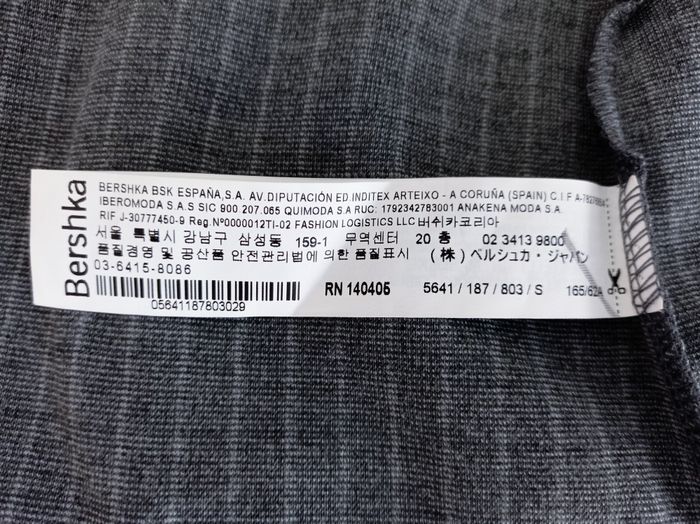 Bershka
BERSHKA BSK ESPAÑA,S.A. AV.DIPUTACIÓN ED.INDITEX ARTEIXO - A CORUÑA (SPAIN) C.I.F
IBEROMODA S.A.S SIC 900 207.065 QUIMODA S.A RUC: 1792342783001 ANAKENA MODA S.A.
RIF J-30777450-9 Reg.Nº0000012TI-02 FASHION LOGISTICS LLC 버쉬카코리아
서울 특별시 강남구 삼성동 159-1 무역센터 20 층 02 3413 9800
품질경영 및 공산품 안전관리법에 의한 품질표시 (株) ベルシュカ・ジャパン
03-6415-8086
05641187803029
RN 140405 5641 / 187 / 803 / S 165/62A